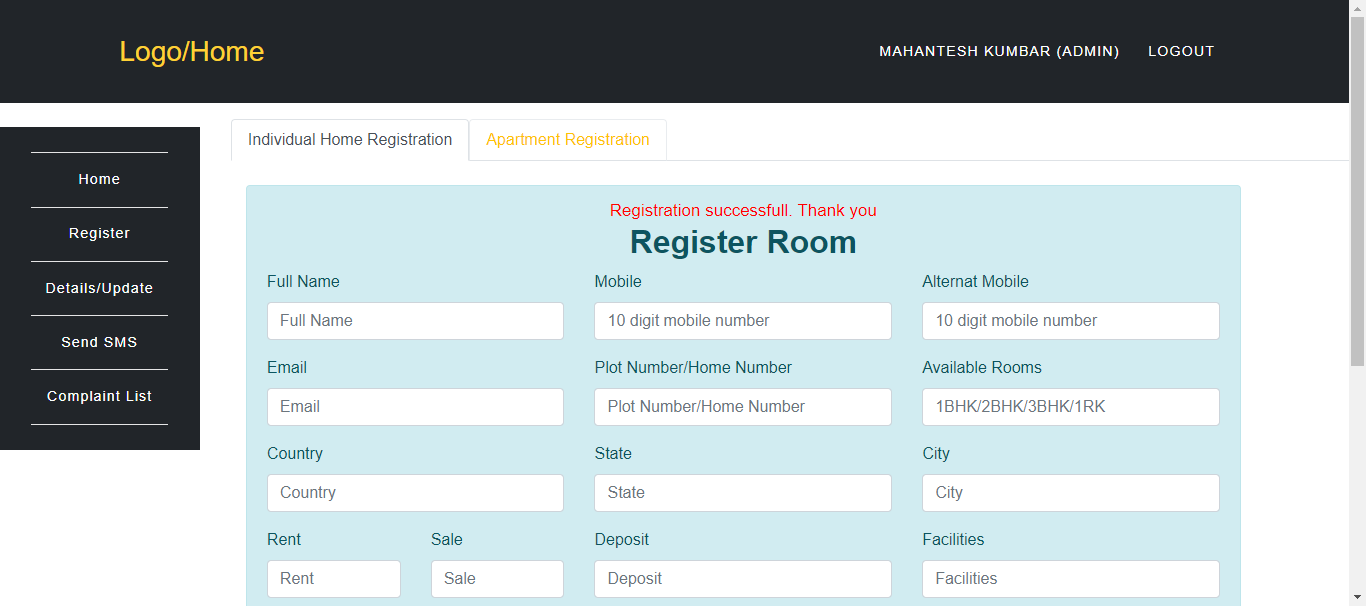 Logo/Home
MAHANTESH KUMBAR (ADMIN) LOGOUT
Home
Register
Details/Update
Send SMS
Complaint List
Individual Home Registration Apartment Registration
Registration successfull. Thank you
Register Room
Full Name Mobile Alternat Mobile
Full Name 10 digit mobile number 10 digit mobile number
Email Plot Number/Home Number Available Rooms
Email Plot Number/Home Number 1BHK/2BHK/3BHK/1RK
Country State City
Country State City
Rent Sale Deposit Facilities
Rent Sale Deposit Facilities